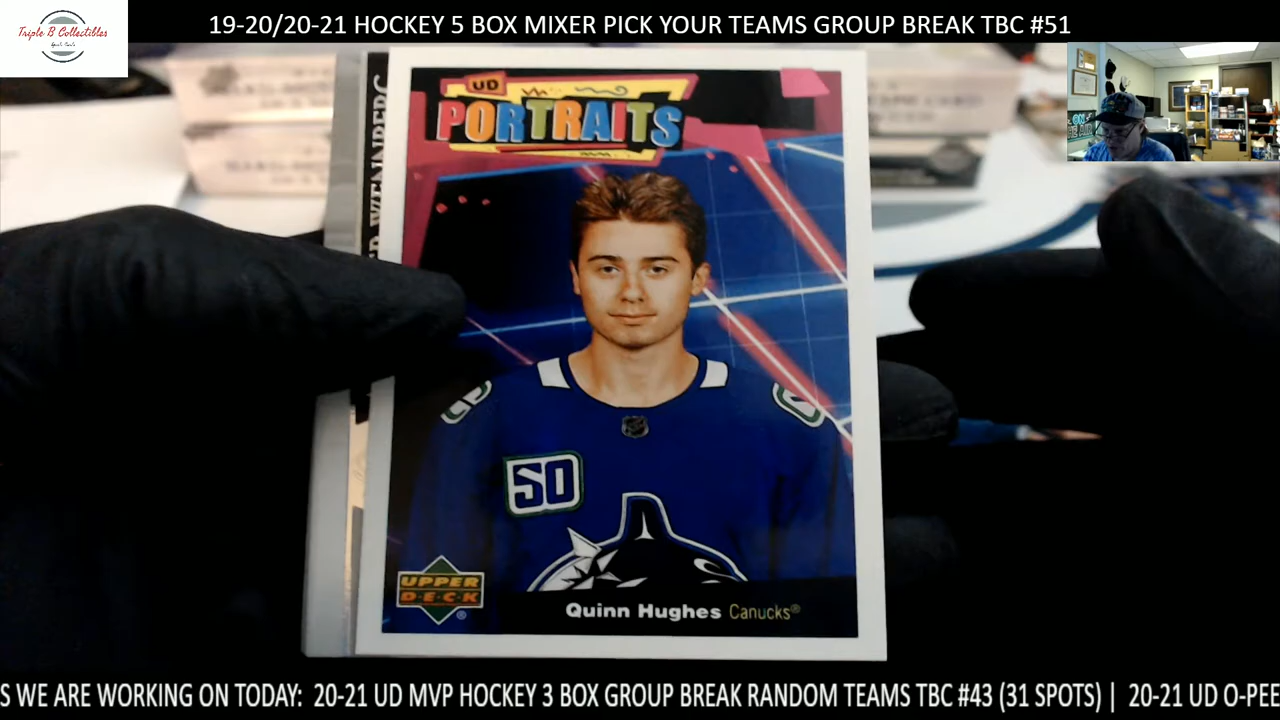 Triple B Collectibles
19-20/20-21 HOCKEY 5 BOX MIXER PICK YOUR TEAMS GROUP BREAK TBC #51
UD
PORTRAITS
50
UPPER
DECK
Quinn Hughes Canucks®
S WE ARE WORKING ON TODAY: 20-21 UD MVP HOCKEY 3 BOX GROUP BREAK RANDOM TEAMS TBC #43 (31 SPOTS) | 20-21 UD O-PEE